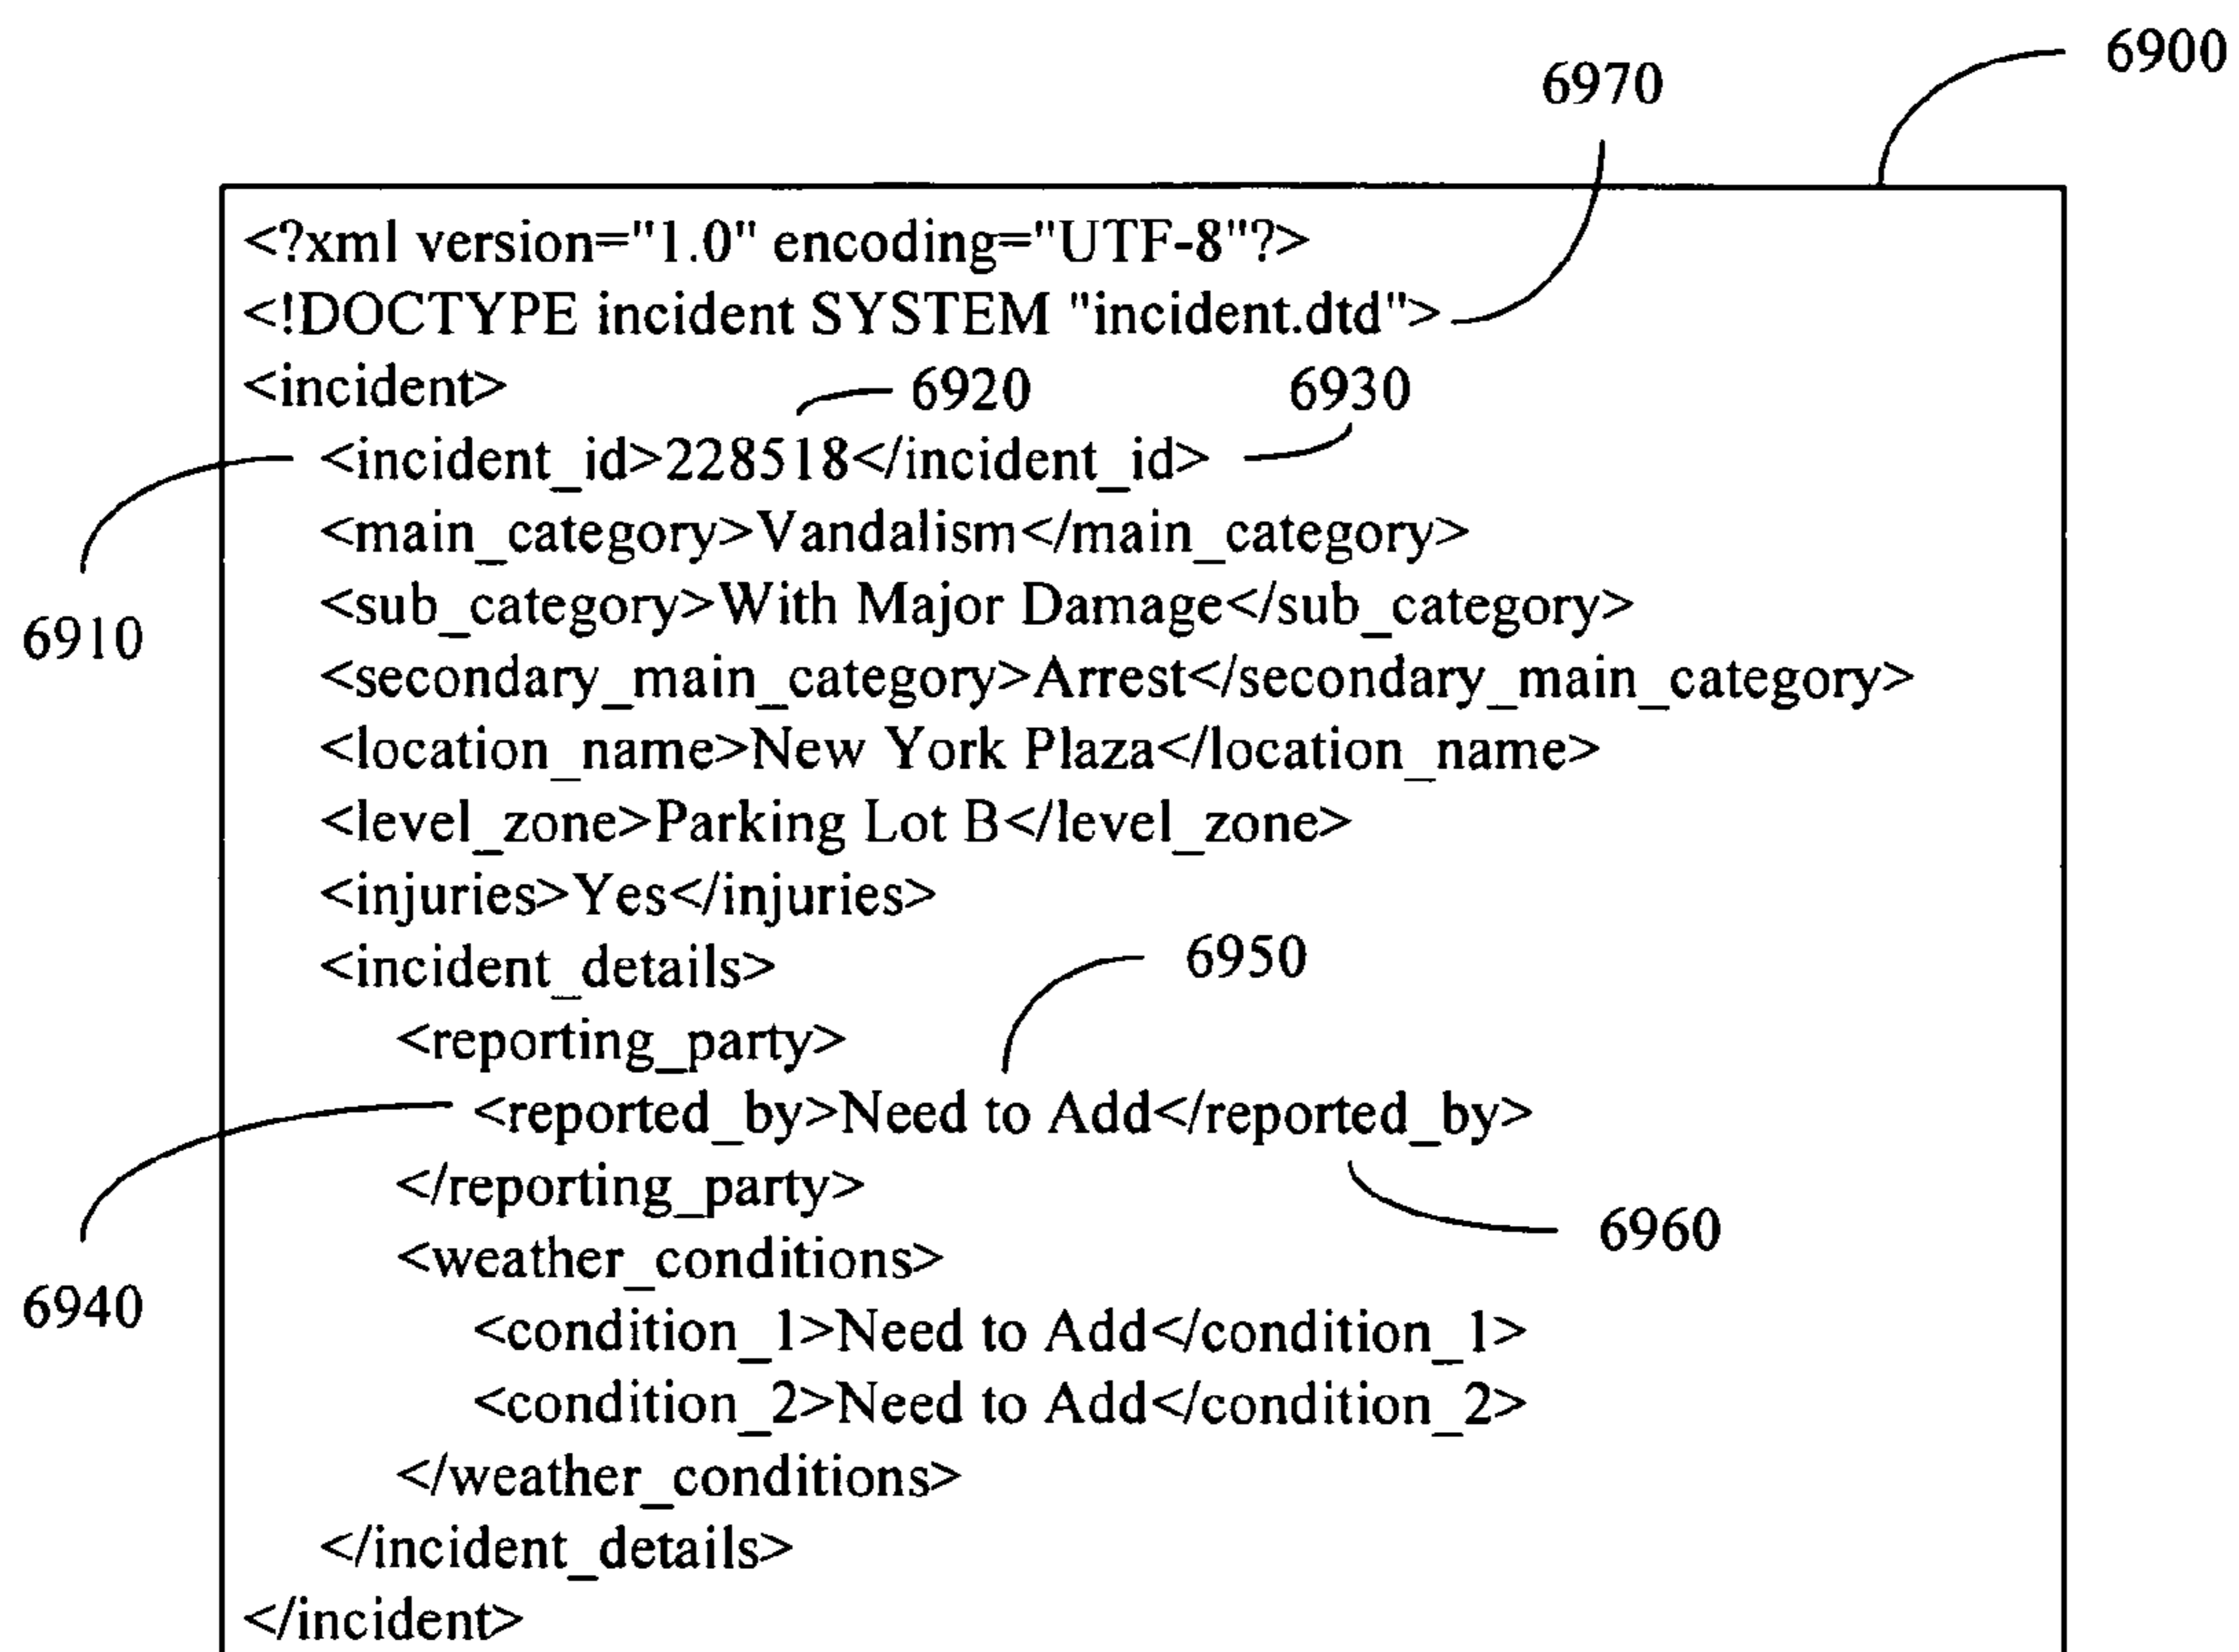 6900
6970
<?xml version="1.0" encoding="UTF-8"?>
<!DOCTYPE incident SYSTEM "incident.dtd">
<incident>
6920
6930
<incident_id>228518</incident_id>
<main_category>Vandalism</main_category>
<sub_category>With Major Damage</sub_category>
6910
<secondary_main_category>Arrest</secondary_main_category>
<location_name>New York Plaza</location_name>
<level_zone>Parking Lot B</level_zone>
<injuries>Yes</injuries>
<incident_details>
6950
<reporting_party>
<reported_by>Need to Add</reported_by>
</reporting_party>
6960
<weather_conditions>
6940
<condition_1>Need to Add</condition_1>
<condition_2>Need to Add</condition_2>
</weather_conditions>
</incident_details>
</incident>